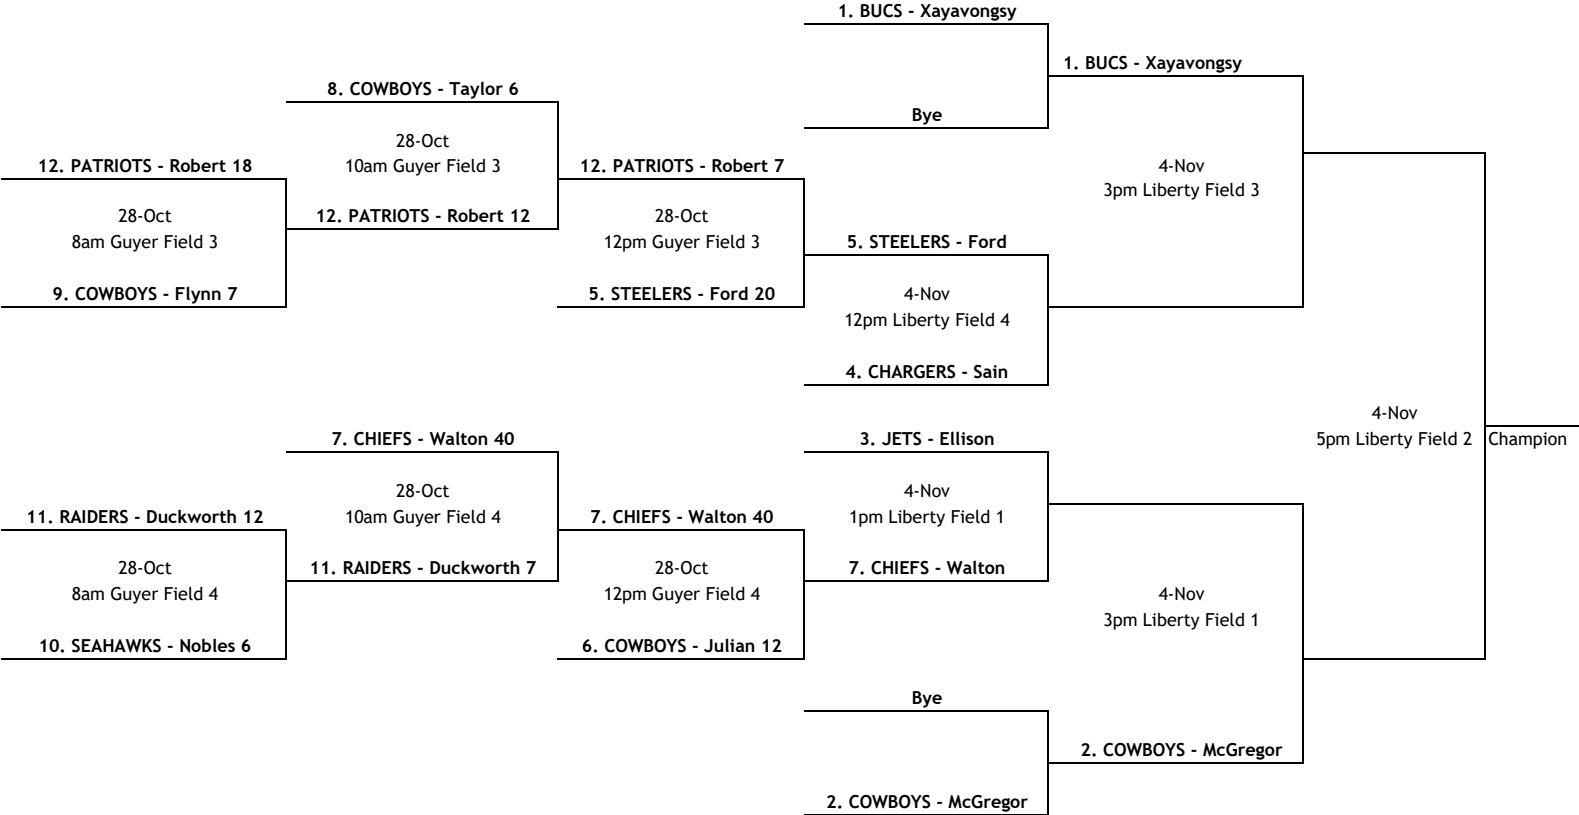 1. BUCS - Xayavongsy
1. BUCS - Xayavongsy
8. COWBOYS - Taylor 6
Bye
28-Oct
10am Guyer Field 3
12. PATRIOTS - Robert 18
12. PATRIOTS - Robert 7
4-Nov
3pm Liberty Field 3
28-Oct
8am Guyer Field 3
12. PATRIOTS - Robert 12
28-Oct
12pm Guyer Field 3
5. STEELERS - Ford
9. COWBOYS - Flynn 7
5. STEELERS - Ford 20
4-Nov
12pm Liberty Field 4
4. CHARGERS - Sain
4-Nov
5pm Liberty Field 2
Champion
7. CHIEFS - Walton 40
3. JETS - Ellison
28-Oct
10am Guyer Field 4
4-Nov
1pm Liberty Field 1
11. RAIDERS - Duckworth 12
7. CHIEFS - Walton 40
28-Oct
8am Guyer Field 4
11. RAIDERS - Duckworth 7
28-Oct
12pm Guyer Field 4
7. CHIEFS - Walton
4-Nov
3pm Liberty Field 1
10. SEAHAWKS - Nobles 6
6. COWBOYS - Julian 12
Bye
2. COWBOYS - McGregor
2. COWBOYS - McGregor